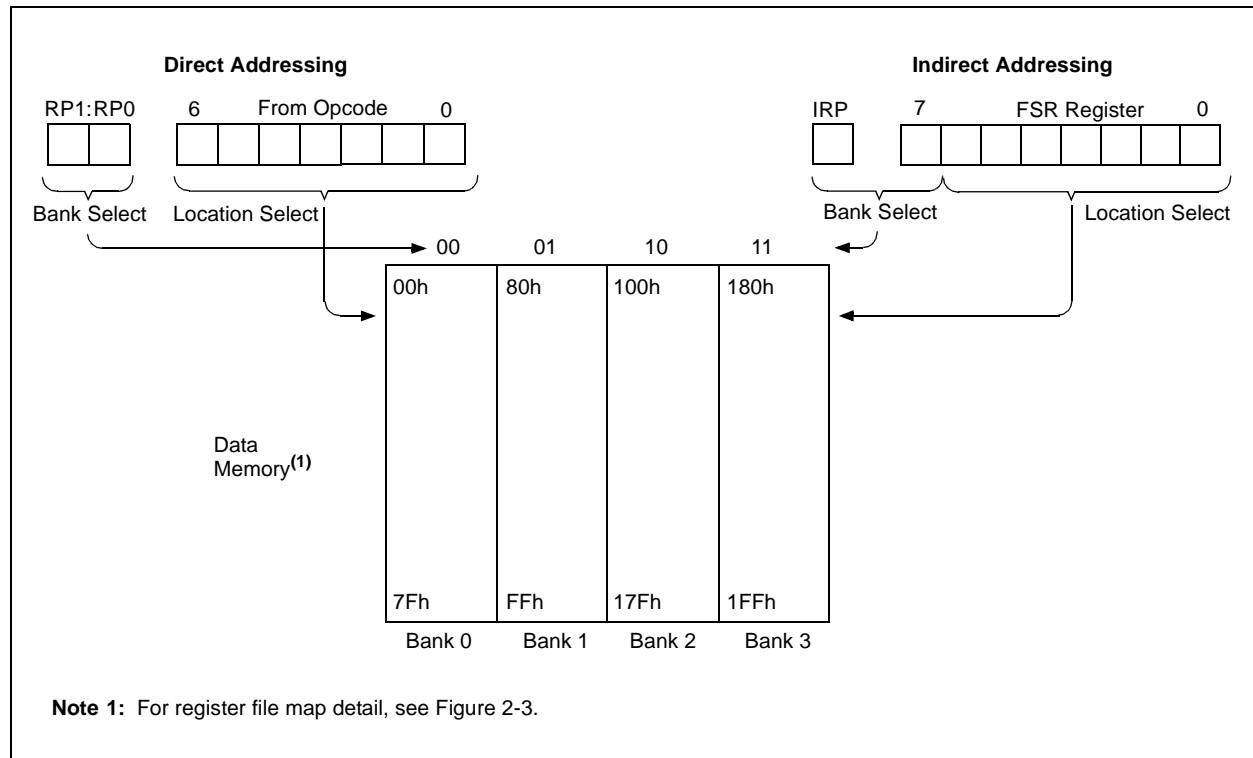 Direct Addressing
Indirect Addressing
RP1:RP0 6 From Opcode 0
IRP 7 FSR Register 0
Bank Select Location Select
Bank Select Location Select
00 01 10 11
00h 80h 100h 180h
Data
Memory(1)
7Fh FFh 17Fh 1FFh
Bank 0 Bank 1 Bank 2 Bank 3
Note 1: For register file map detail, see Figure 2-3.